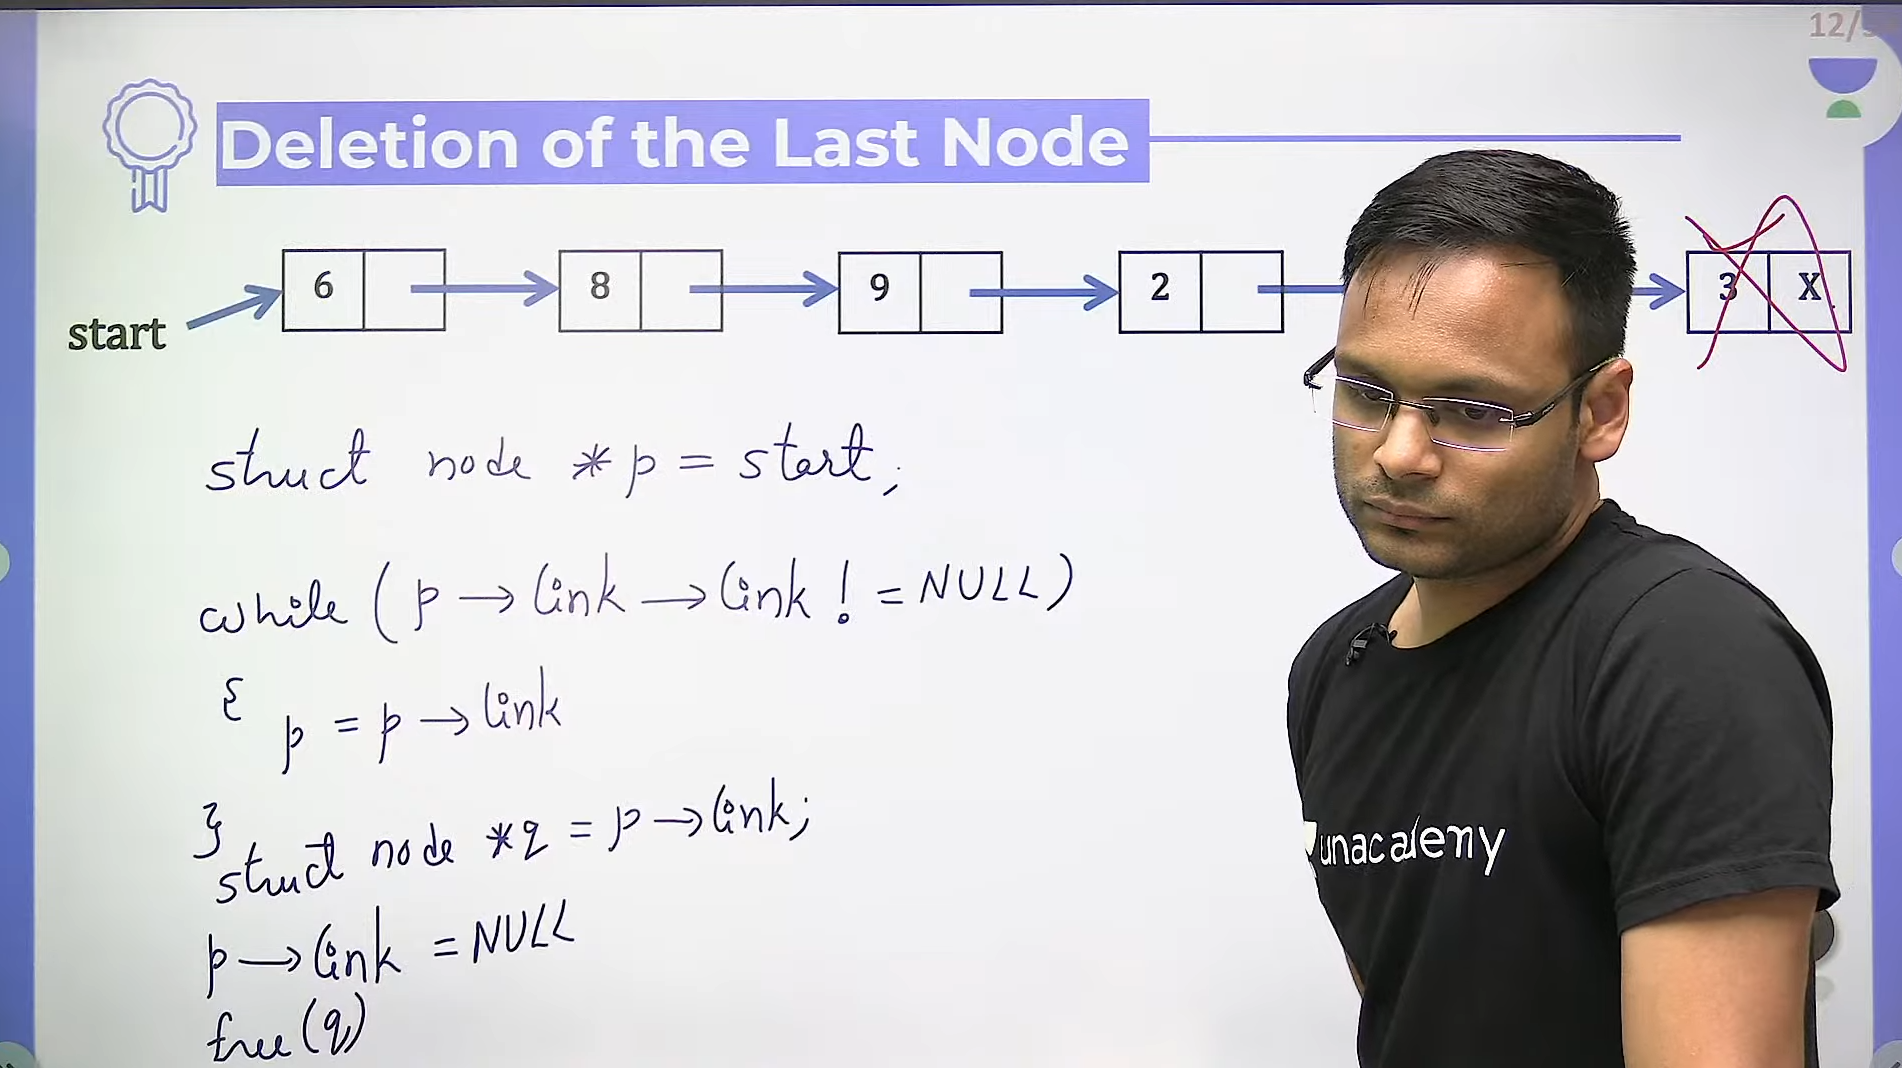 12/
Deletion of the Last Node
start 6 8 9 2 3 X
struct node *p = start;
while (p → link → link != NULL)
{
p = p → link
}
struct node *q = p → link;
p → link = NULL
free(q)
unacademy